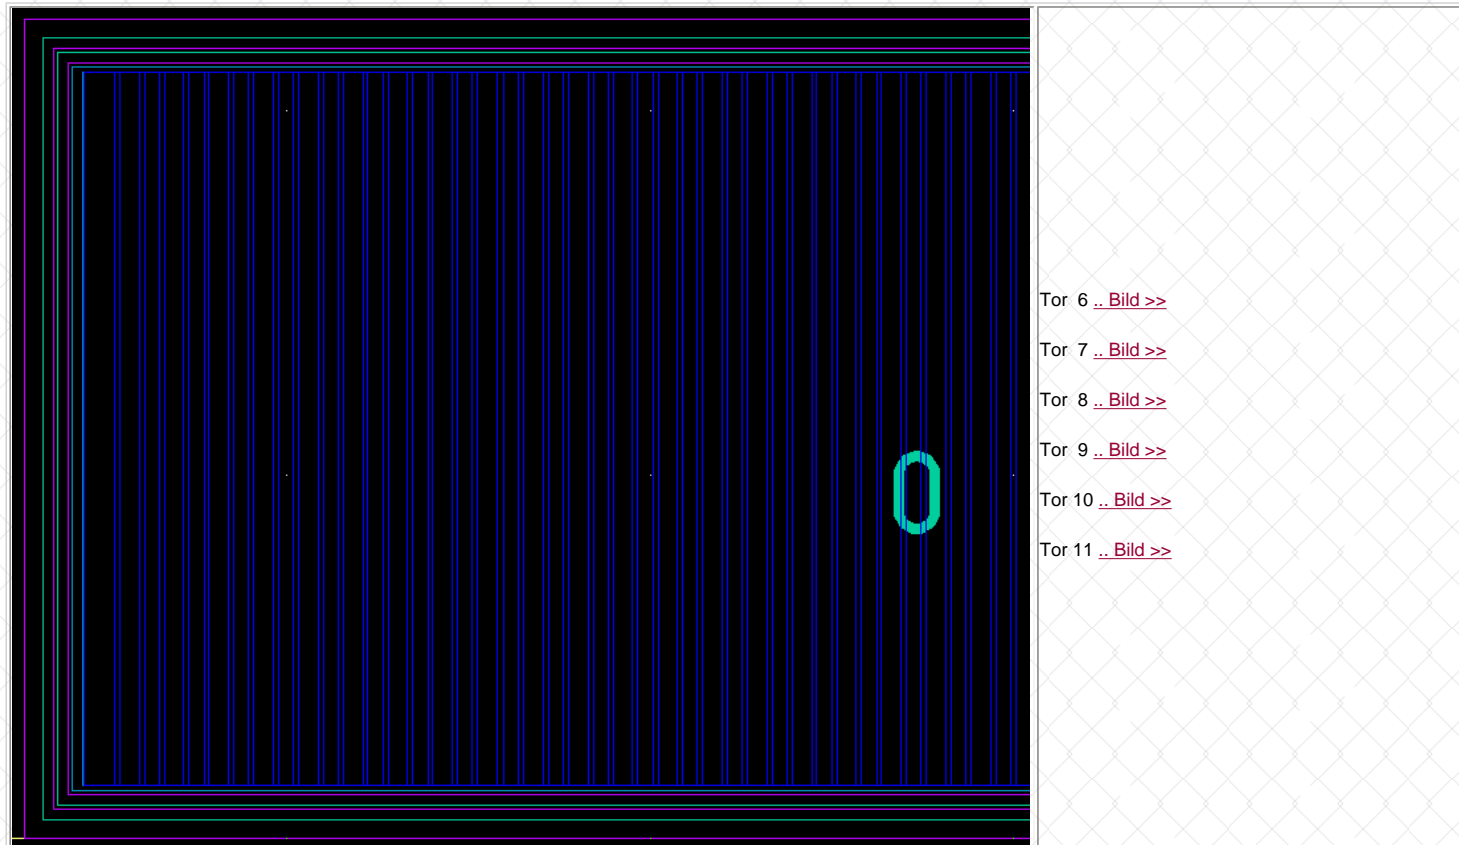 Tor 6 .. Bild >>
Tor 7 .. Bild >>
Tor 8 .. Bild >>
Tor 9 .. Bild >>
Tor 10 .. Bild >>
Tor 11 .. Bild >>